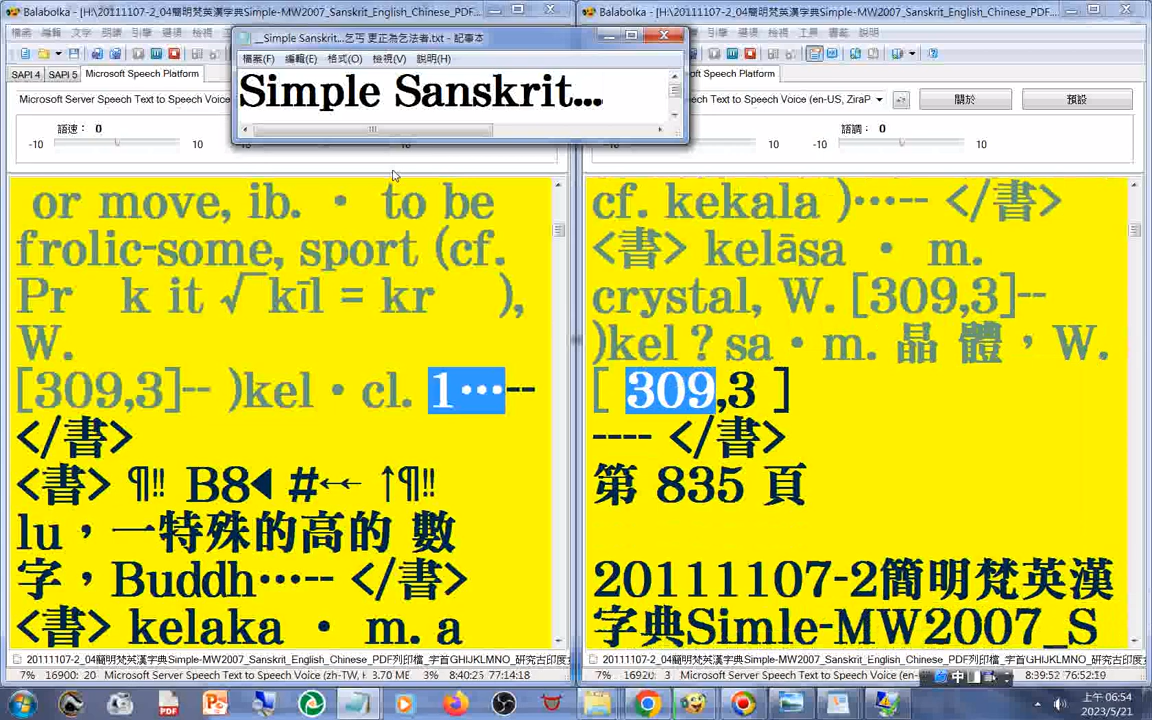 Balabolka - [H:\20111107-2_04簡明梵英漢字典Simple-MW2007_Sanskrit_English_Chinese_PDF...
Balabolka - [H:\20111107-2_04簡明梵英漢字典Simple-MW2007_Sanskrit_English_Chinese_PDF...
__Simple Sanskrit...乞丐 更正為乞法者.txt - 記事本
檔案(F) 編輯(E) 格式(O) 檢視(V) 說明(H)
Simple Sanskrit...
SAPI 4 SAPI 5 Microsoft Speech Platform
Speech Platform
Microsoft Server Speech Text to Speech Voice
ech Text to Speech Voice (en-US, ZiraP
關於
預設
語速： 0
-10 10
語調： 0
-10 10
or move, ib. • to be
frolic-some, sport (cf.
Pr k it √ kīl = kr ),
W.
[309,3]-- )kel • cl. 1…--
</書>
<書> ¶‼ B8◄ #←← ↑¶‼
lu，一特殊的高的 數
字，Buddh…-- </書>
<書> kelaka • m. a
cf. kekala )…-- </書>
<書> kelāsa • m.
crystal, W. [309,3]--
)kel ? sa • m. 晶 體，W.
[ 309,3 ]
---- </書>
第 835 頁
20111107-2簡明梵英漢
字典Simle-MW2007_S
20111107-2_04簡明梵英漢字典Simple-MW2007_Sanskrit_English_Chinese_PDF列印檔_字首GHIJKLMNO_研究古印度
20111107-2_04簡明梵英漢字典Simple-MW2007_Sanskrit_English_Chinese_PDF列印檔_字首GHIJKLMNO_研究古印度
7% 16900: 20 Microsoft Server Speech Text to Speech Voice (zh-TW, H 3.70 ME 3% 8:40:25 77:14:18
7% Microsoft Server Speech Text to Speech Voice 8:39:52 76:52:19
中
上午 06:54
2023/5/21